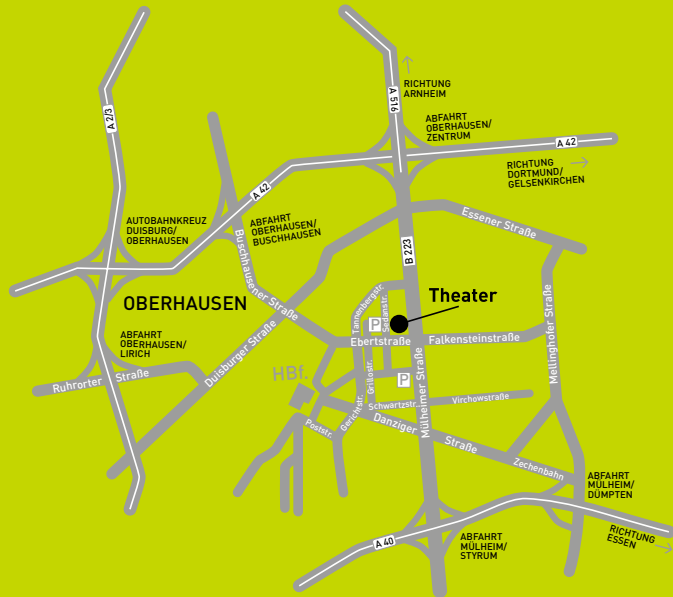 A 516
RICHTUNG
ARNHEIM
A 2/3
ABFAHRT
OBERHAUSEN/
ZENTRUM
A 42
RICHTUNG
DORTMUND/
GELSENKIRCHEN
A 42
AUTOBAHNKREUZ
DUISBURG/
OBERHAUSEN
ABFAHRT
OBERHAUSEN/
BUSCHHAUSEN
Essener Straße
B 223
Buschhausener Straße
OBERHAUSEN
Theater
Tannenbergstr.
Sedanstr.
P
Ebertstraße
Falkensteinstraße
Mellinghofer Straße
ABFAHRT
OBERHAUSEN/
LIRICH
Duisburger Straße
Ruhrorter Straße
HBf.
Grillostr.
P
Mülheimer Straße
Schwartzstr.
Virchowstraße
Gerichtstr.
Poststr.
Danziger Straße
Zechenbahn
ABFAHRT
MÜLHEIM/
DÜMPTEN
A 40
ABFAHRT
MÜLHEIM/
STYRUM
RICHTUNG
ESSEN